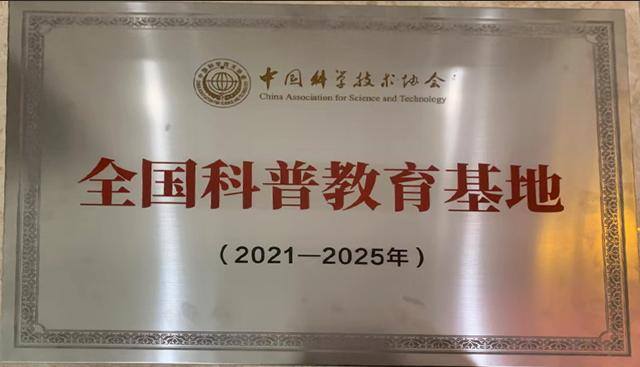 中国科学技术协会
China Association for Science and Technology
全国科普教育基地
（2021—2025年）